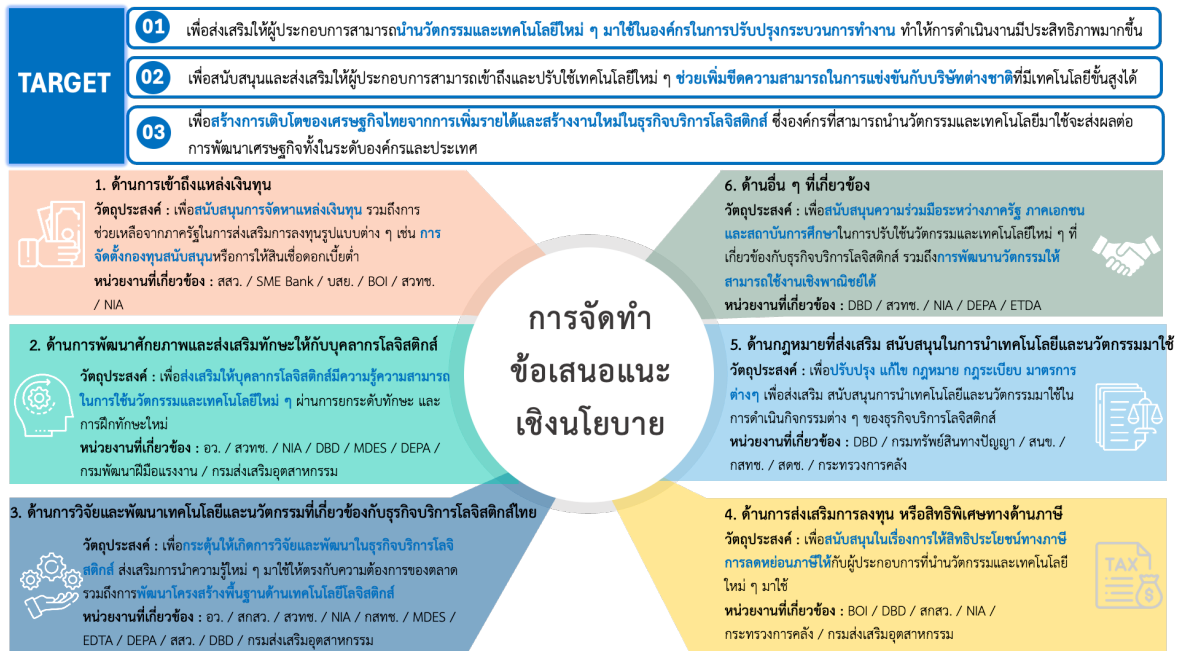 TARGET
01
เพื่อส่งเสริมให้ผู้ประกอบการสามารถนำนวัตกรรมและเทคโนโลยีใหม่ ๆ มาใช้ในองค์กรในการปรับปรุงกระบวนการทำงาน ทำให้การดำเนินงานมีประสิทธิภาพมากขึ้น
02
เพื่อสนับสนุนและส่งเสริมให้ผู้ประกอบการสามารถเข้าถึงและปรับใช้เทคโนโลยีใหม่ ๆ ช่วยเพิ่มขีดความสามารถในการแข่งขันกับบริษัทต่างชาติที่มีเทคโนโลยีขั้นสูงได้
03
เพื่อสร้างการเติบโตของเศรษฐกิจไทยจากการเพิ่มรายได้และสร้างงานใหม่ในธุรกิจบริการโลจิสติกส์ ซึ่งองค์กรที่สามารถนำนวัตกรรมและเทคโนโลยีมาใช้จะส่งผลต่อ
การพัฒนาเศรษฐกิจทั้งในระดับองค์กรและประเทศ
1. ด้านการเข้าถึงแหล่งเงินทุน
วัตถุประสงค์ : เพื่อสนับสนุนการจัดหาแหล่งเงินทุน รวมถึงการ
ช่วยเหลือจากภาครัฐในการส่งเสริมการลงทุนรูปแบบต่าง ๆ เช่น การ
จัดตั้งกองทุนสนับสนุนหรือการให้สินเชื่อดอกเบี้ยต่ำ
หน่วยงานที่เกี่ยวข้อง : สสว. / SME Bank / บสย. / BOI / สวทช.
/ NIA
2. ด้านการพัฒนาศักยภาพและส่งเสริมทักษะให้กับบุคลากรโลจิสติกส์
วัตถุประสงค์ : เพื่อส่งเสริมให้บุคลากรโลจิสติกส์มีความรู้ความสามารถ
ในการใช้นวัตกรรมและเทคโนโลยีใหม่ ๆ ผ่านการยกระดับทักษะ และ
การฝึกทักษะใหม่
หน่วยงานที่เกี่ยวข้อง : อว. / สวทช. / NIA / DBD / MDES / DEPA /
กรมพัฒนาฝีมือแรงงาน / กรมส่งเสริมอุตสาหกรรม
3. ด้านการวิจัยและพัฒนาเทคโนโลยีและนวัตกรรมที่เกี่ยวข้องกับธุรกิจบริการโลจิสติกส์ไทย
วัตถุประสงค์ : เพื่อกระตุ้นให้เกิดการวิจัยและพัฒนาในธุรกิจบริการโลจิ
สติกส์ ส่งเสริมการนำความรู้ใหม่ ๆ มาใช้ให้ตรงกับความต้องการของตลาด
รวมถึงการพัฒนาโครงสร้างพื้นฐานด้านเทคโนโลยีโลจิสติกส์
หน่วยงานที่เกี่ยวข้อง : อว. / สกสว. / สวทช. / NIA / กสทช. / MDES /
EDTA / DEPA / สสว. / DBD / กรมส่งเสริมอุตสาหกรรม
การจัดทำ
ข้อเสนอแนะ
เชิงนโยบาย
6. ด้านอื่น ๆ ที่เกี่ยวข้อง
วัตถุประสงค์ : เพื่อสนับสนุนความร่วมมือระหว่างภาครัฐ ภาคเอกชน
และสถาบันการศึกษาในการปรับใช้นวัตกรรมและเทคโนโลยีใหม่ ๆ ที่
เกี่ยวข้องกับธุรกิจบริการโลจิสติกส์ รวมถึงการพัฒนานวัตกรรมให้
สามารถใช้งานเชิงพาณิชย์ได้
หน่วยงานที่เกี่ยวข้อง : DBD / สวทช. / NIA / DEPA / ETDA
5. ด้านกฎหมายที่ส่งเสริม สนับสนุนในการนำเทคโนโลยีและนวัตกรรมมาใช้
วัตถุประสงค์ : เพื่อปรับปรุง แก้ไข กฎหมาย กฎระเบียบ มาตรการ
ต่างๆ เพื่อส่งเสริม สนับสนุนการนำเทคโนโลยีและนวัตกรรมมาใช้ใน
การดำเนินกิจกรรมต่าง ๆ ของธุรกิจบริการโลจิสติกส์
หน่วยงานที่เกี่ยวข้อง : DBD / กรมทรัพย์สินทางปัญญา / สนข. /
กสทช. / สดช. / กระทรวงการคลัง
4. ด้านการส่งเสริมการลงทุน หรือสิทธิพิเศษทางด้านภาษี
วัตถุประสงค์ : เพื่อสนับสนุนในเรื่องการให้สิทธิประโยชน์ทางภาษี
การลดหย่อนภาษีให้กับผู้ประกอบการที่นำนวัตกรรมและเทคโนโลยี
ใหม่ ๆ มาใช้
หน่วยงานที่เกี่ยวข้อง : BOI / DBD / สกสว. / NIA /
กระทรวงการคลัง / กรมส่งเสริมอุตสาหกรรม
TAX
$